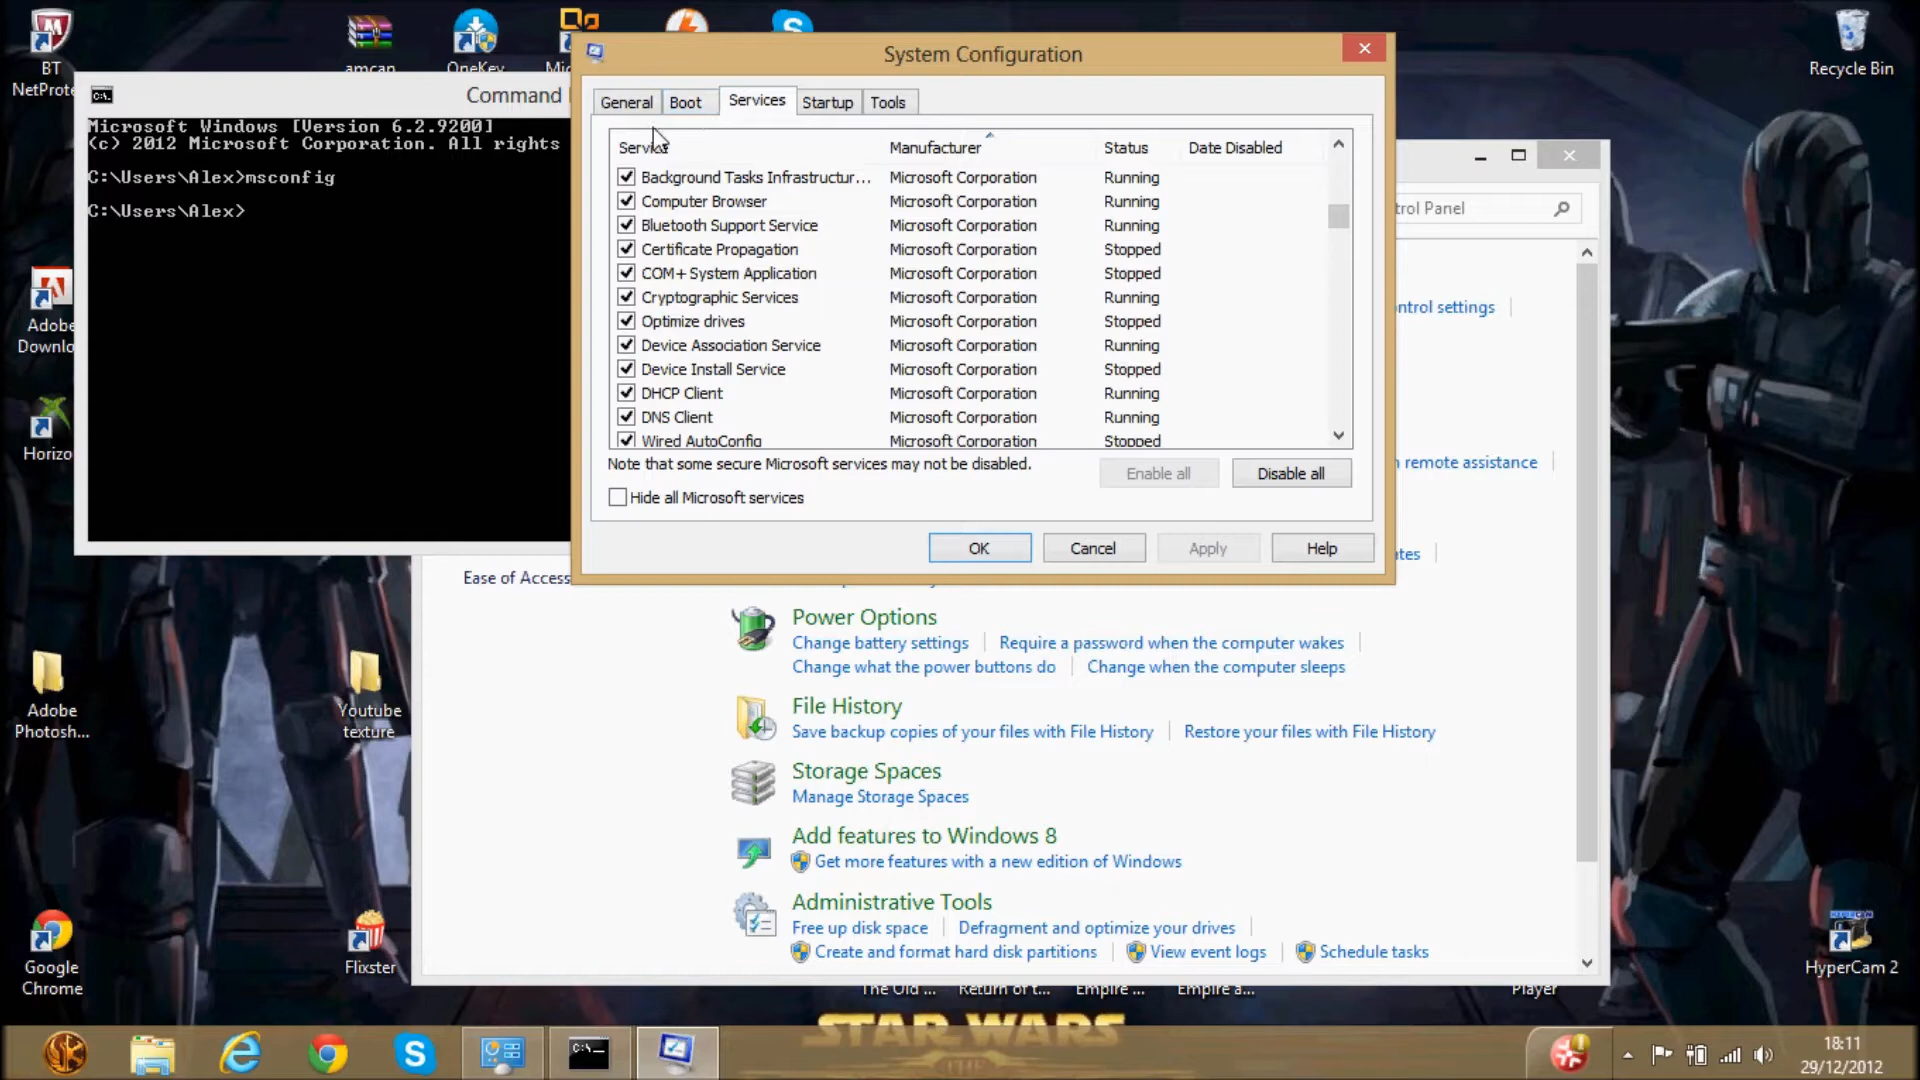 BT
NetProte
amcan
OneKey
Mic
Recycle Bin
Command
Microsoft Windows [Version 6.2.9200]
(c) 2012 Microsoft Corporation. All rights
C:\Users\Alex>msconfig
C:\Users\Alex>
System Configuration
General
Boot
Services
Startup
Tools
Service
Manufacturer
Status
Date Disabled
Background Tasks Infrastructur... Microsoft Corporation Running
Computer Browser Microsoft Corporation Running
Bluetooth Support Service Microsoft Corporation Running
Certificate Propagation Microsoft Corporation Stopped
COM+ System Application Microsoft Corporation Stopped
Cryptographic Services Microsoft Corporation Running
Optimize drives Microsoft Corporation Stopped
Device Association Service Microsoft Corporation Running
Device Install Service Microsoft Corporation Stopped
DHCP Client Microsoft Corporation Running
DNS Client Microsoft Corporation Running
Wired AutoConfig Microsoft Corporation Stopped
Note that some secure Microsoft services may not be disabled.
Enable all
Disable all
Hide all Microsoft services
OK
Cancel
Apply
Help
trol Panel
ntrol settings
remote assistance
ates
Ease of Access
Power Options
Change battery settings
Require a password when the computer wakes
Change what the power buttons do
Change when the computer sleeps
File History
Save backup copies of your files with File History
Restore your files with File History
Storage Spaces
Manage Storage Spaces
Add features to Windows 8
Get more features with a new edition of Windows
Administrative Tools
Free up disk space
Defragment and optimize your drives
Create and format hard disk partitions
View event logs
Schedule tasks
Adobe
Downlo
Horizo
Adobe
Photosh...
Youtube
texture
Google
Chrome
Flixster
HyperCam 2
The Old ...
Return of t...
Empire ...
Empire a...
Player
STAR WARS
18:11
29/12/2012